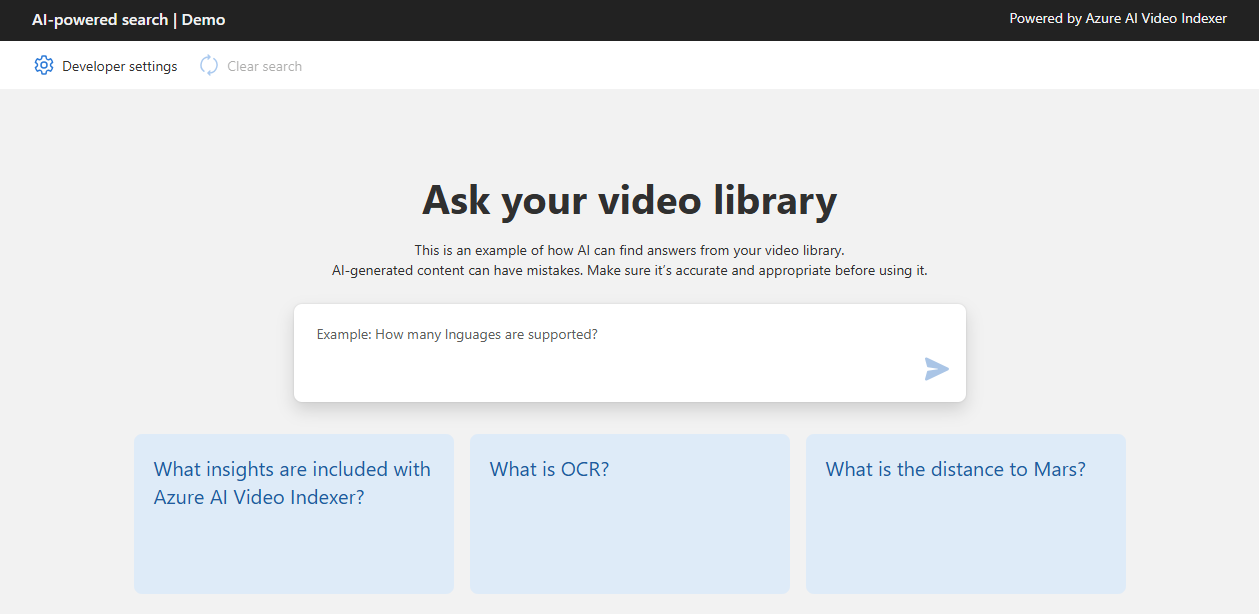 AI-powered search | Demo
Powered by Azure AI Video Indexer
Developer settings
Clear search
Ask your video library
This is an example of how AI can find answers from your video library.
AI-generated content can have mistakes. Make sure it's accurate and appropriate before using it.
Example: How many lnguages are supported?
What insights are included with
Azure AI Video Indexer?
What is OCR?
What is the distance to Mars?